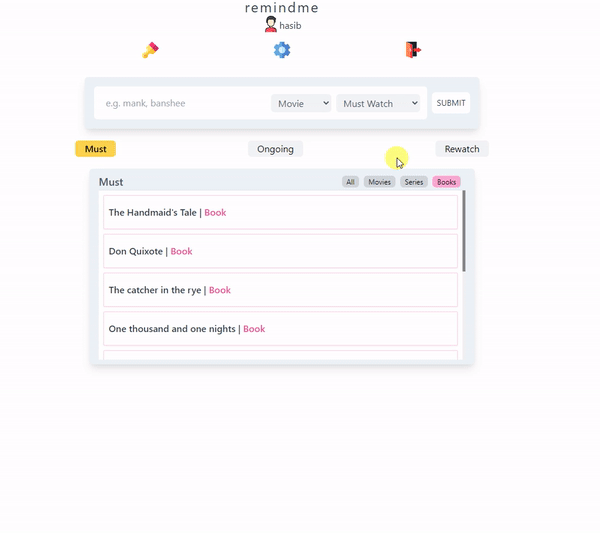 remindme
hasib
e.g. mank, banshee Movie Must Watch SUBMIT
Must Ongoing Rewatch
Must All Movies Series Books
The Handmaid's Tale | Book
Don Quixote | Book
The catcher in the rye | Book
One thousand and one nights | Book